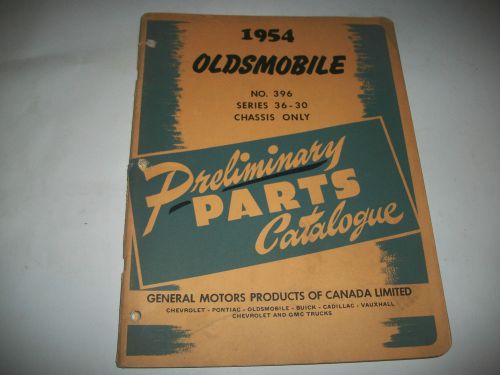 1954
OLDSMOBILE
NO. 396
SERIES 36-30
CHASSIS ONLY
Preliminary
PARTS
Catalogue
GENERAL MOTORS PRODUCTS OF CANADA LIMITED
CHEVROLET - PONTIAC - OLDSMOBILE - BUICK - CADILLAC - VAUXHALL
CHEVROLET AND GMC TRUCKS